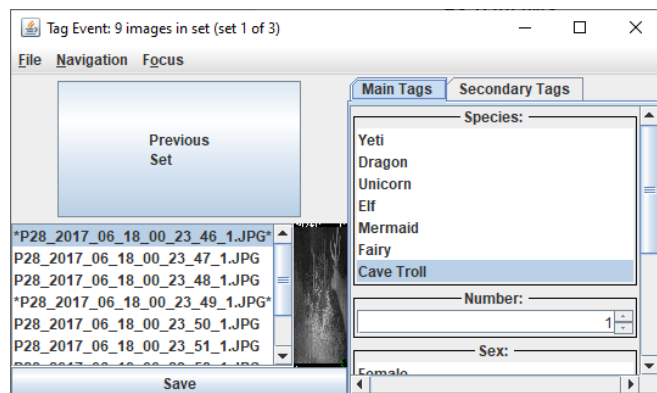 Tag Event: 9 images in set (set 1 of 3)
File Navigation Focus
Previous
Set
*P28_2017_06_18_00_23_46_1.JPG*
P28_2017_06_18_00_23_47_1.JPG
P28_2017_06_18_00_23_48_1.JPG
*P28_2017_06_18_00_23_49_1.JPG*
P28_2017_06_18_00_23_50_1.JPG
P28_2017_06_18_00_23_51_1.JPG
Save
Main Tags Secondary Tags
Species:
Yeti
Dragon
Unicorn
Elf
Mermaid
Fairy
Cave Troll
Number:
1
Sex:
Female